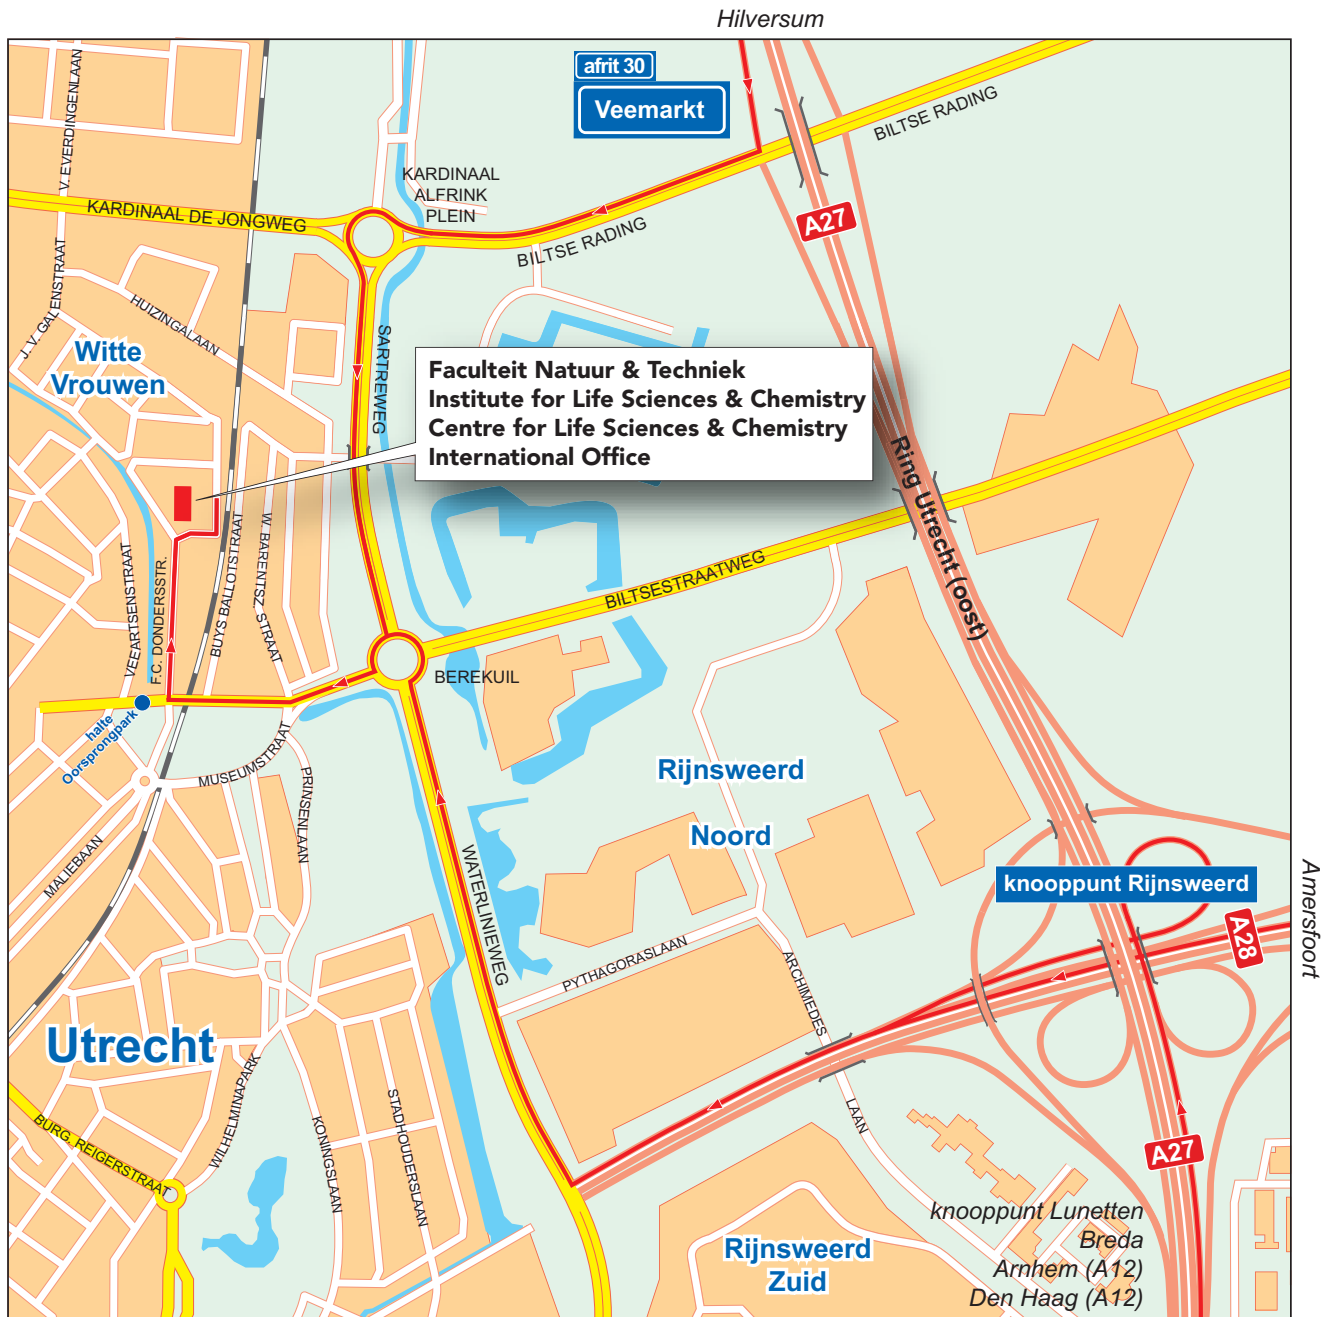 Hilversum
afrit 30
Veemarkt
BILTSE RADING
V. EVERDINGENLAAN
KARDINAAL
ALFRINK
PLEIN
KARDINAAL DE JONGWEG
A27
BILTSE RADING
J. V. GALENSTRAAT
HUIZINGALAAN
Witte
Vrouwen
SARTREWEG
Faculteit Natuur & Techniek
Institute for Life Sciences & Chemistry
Centre for Life Sciences & Chemistry
International Office
Ring Utrecht (oost)
VEEARTSENSTRAAT
F.C. DONDERSSTR.
BUYS BALLOTSTRAAT
W. BARENTSZ. STRAAT
BILTSESTRAATWEG
BEREKUIL
halte
Oorsprongpark
MUSEUMSTRAAT
PRINSENLAAN
Rijnsweerd
Noord
MALIEBAAN
WATERLINIEWEG
knooppunt Rijnsweerd
Amersfoort
A28
PYTHAGORASLAAN
ARCHIMEDES
LAAN
Utrecht
WILHELMINAPARK
BURG. REIGERSTRAAT
KONINGSLAAN
STADHOUDERSLAAN
A27
Rijnsweerd
Zuid
knooppunt Lunetten
Breda
Arnhem (A12)
Den Haag (A12)